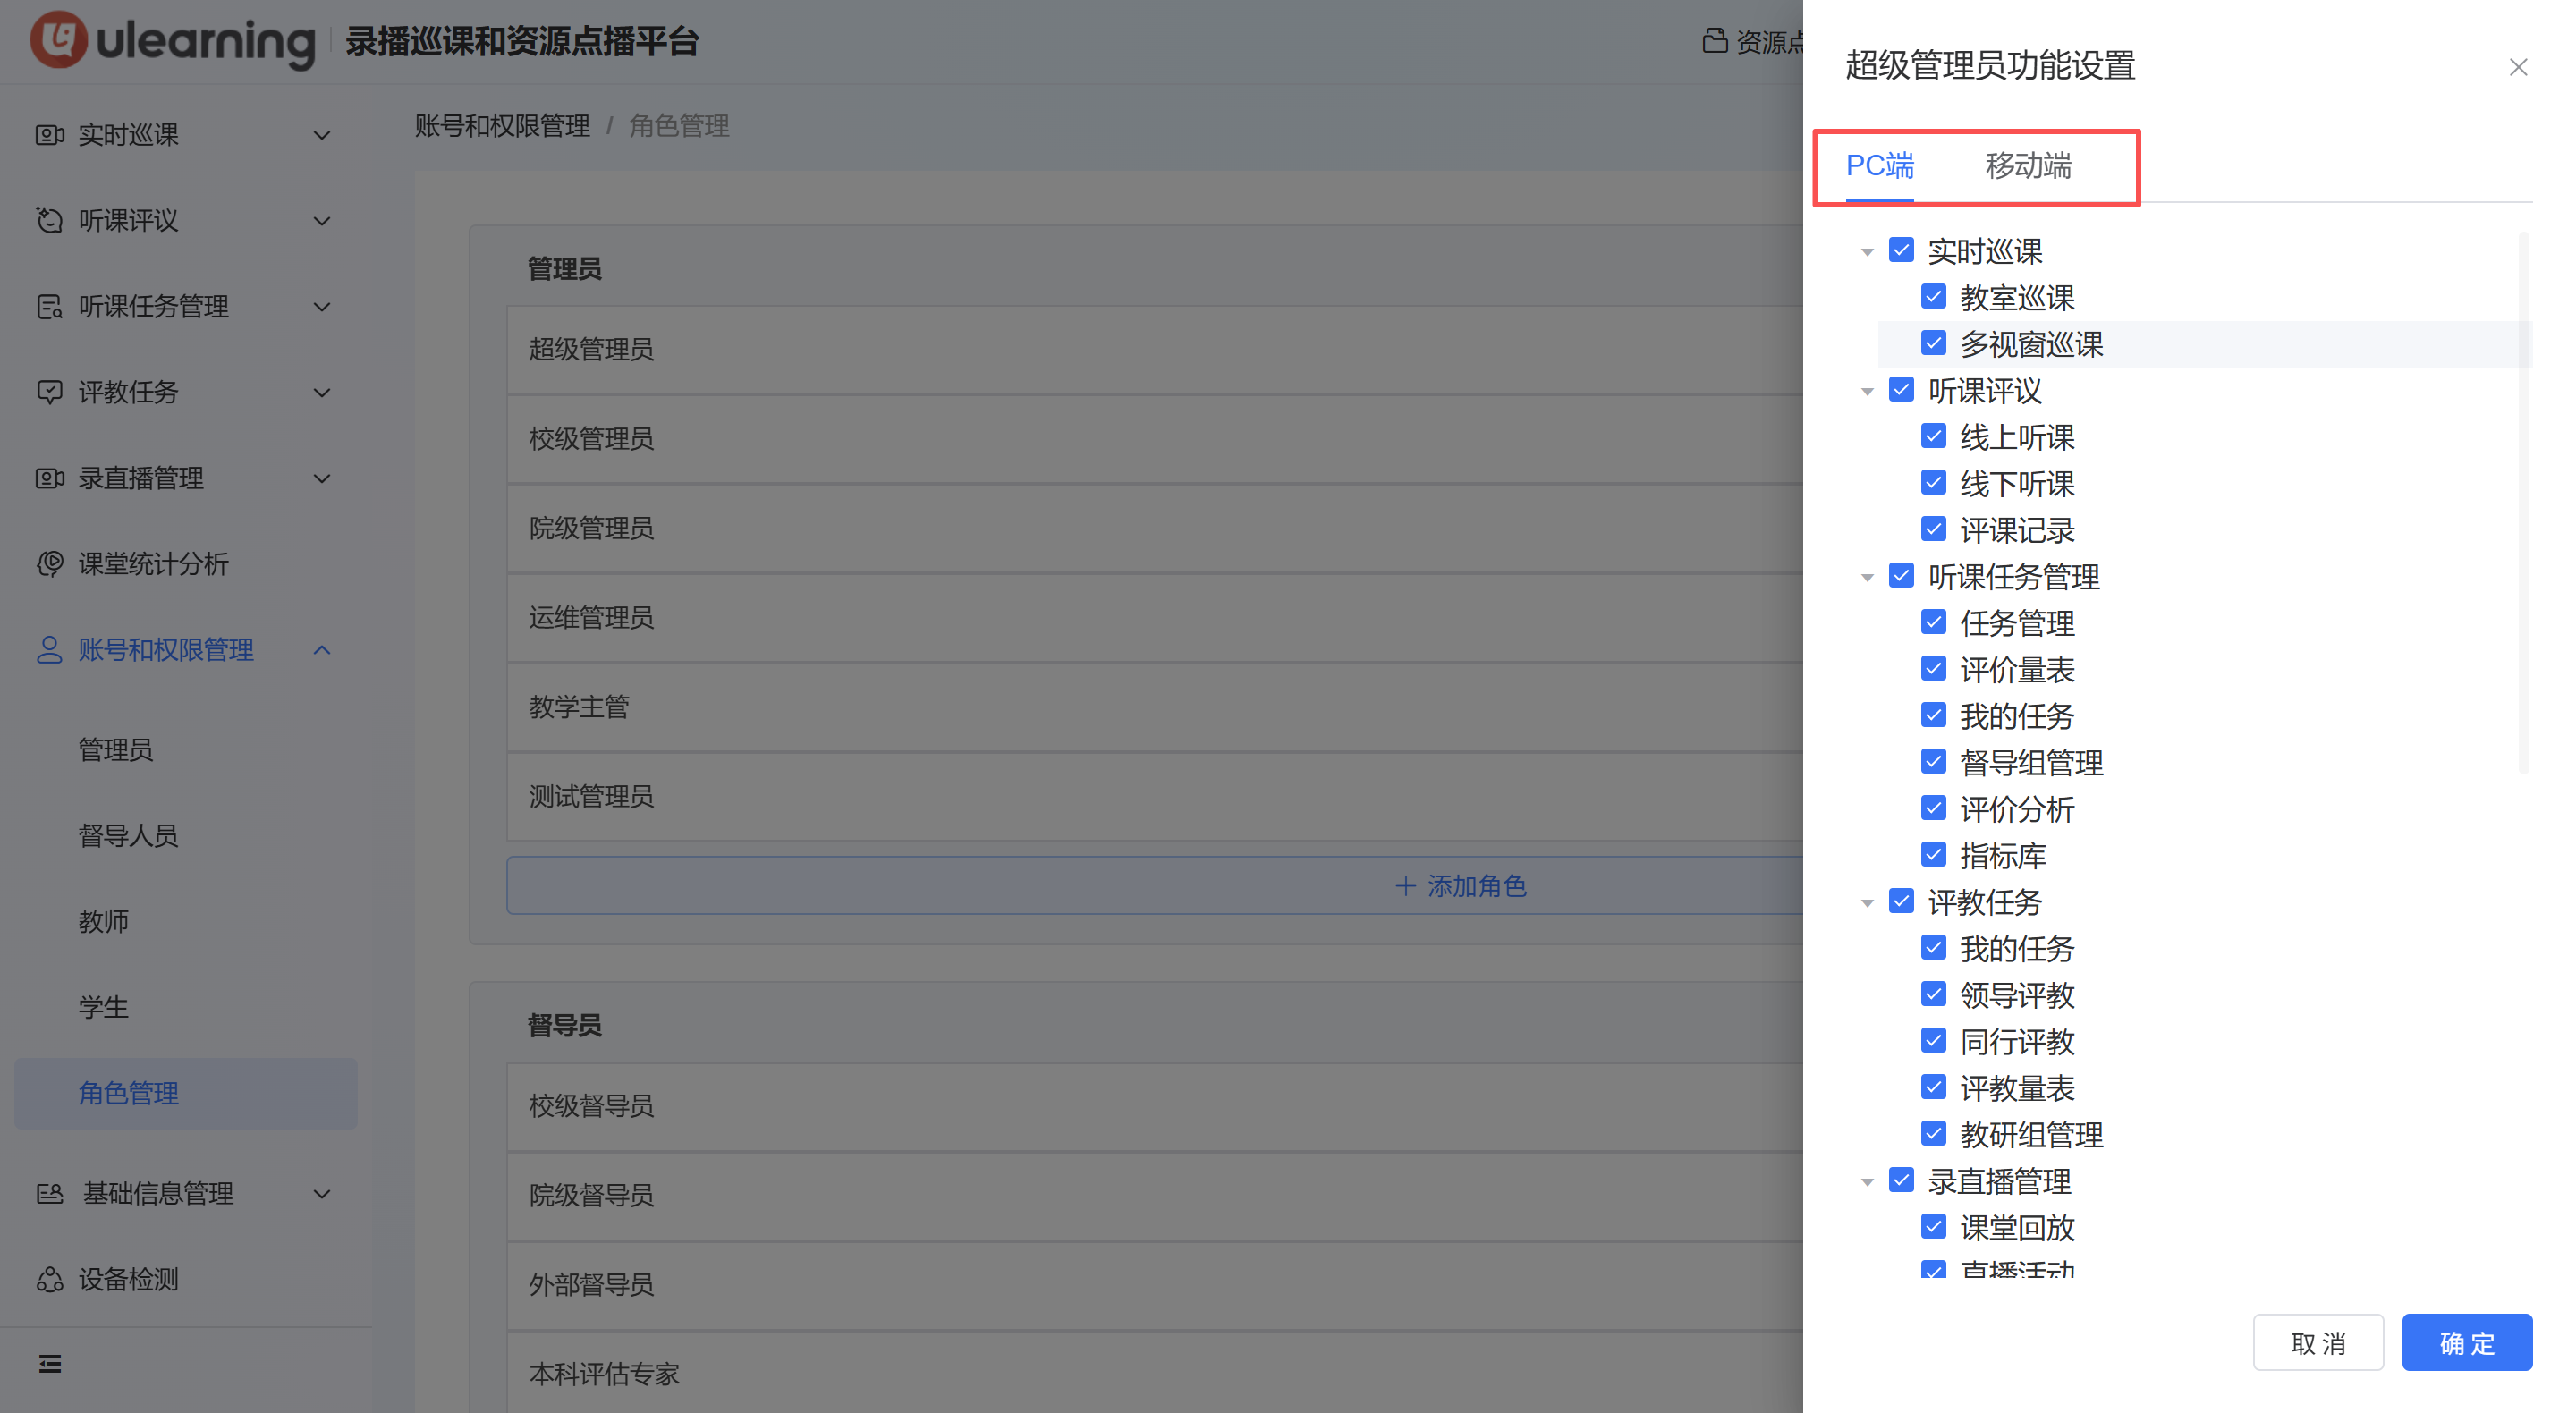 ulearning
录播巡课和资源点播平台
资源点
实时巡课
听课评议
听课任务管理
评教任务
录直播管理
课堂统计分析
账号和权限管理
管理员
督导人员
教师
学生
角色管理
基础信息管理
设备检测
账号和权限管理 / 角色管理
管理员
超级管理员
校级管理员
院级管理员
运维管理员
教学主管
测试管理员
添加角色
督导员
校级督导员
院级督导员
外部督导员
本科评估专家
超级管理员功能设置
PC端 移动端
实时巡课
教室巡课
多视窗巡课
听课评议
线上听课
线下听课
评课记录
听课任务管理
任务管理
评价量表
我的任务
督导组管理
评价分析
指标库
评教任务
我的任务
领导评教
同行评教
评教量表
教研组管理
录直播管理
课堂回放
直播活动
取消 确定